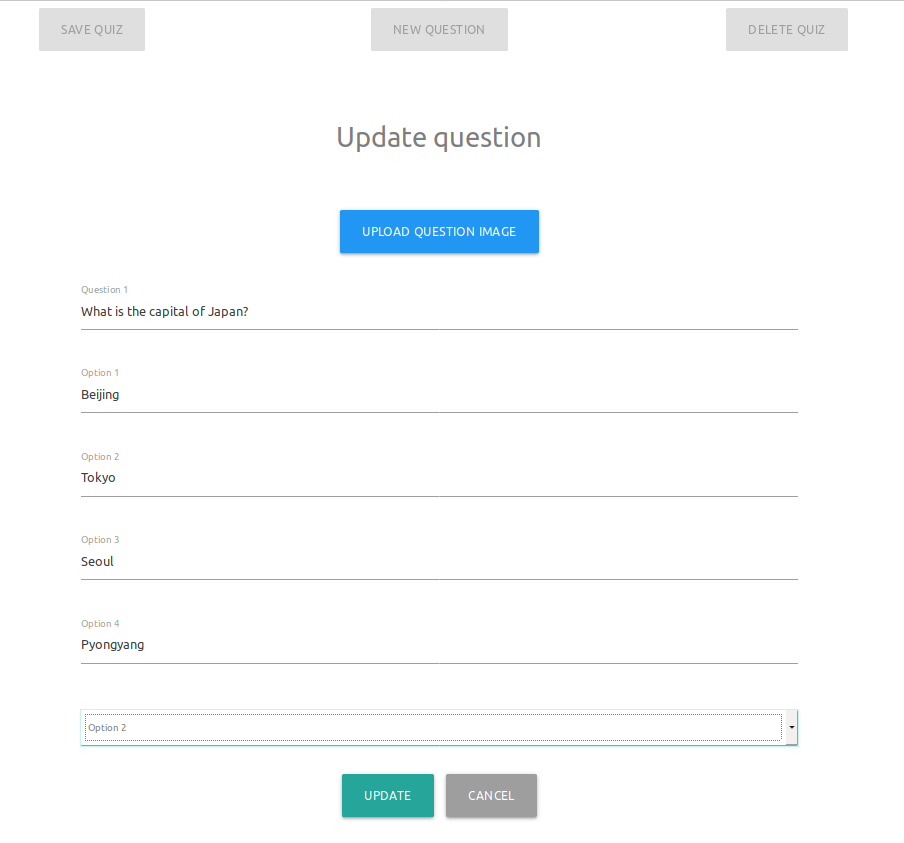 SAVE QUIZ
NEW QUESTION
DELETE QUIZ
Update question
UPLOAD QUESTION IMAGE
Question 1
What is the capital of Japan?
Option 1
Beijing
Option 2
Tokyo
Option 3
Seoul
Option 4
Pyongyang
Option 2
UPDATE
CANCEL